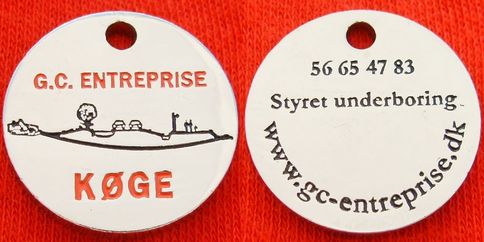 G.C. ENTREPRISE
KØGE
56 65 47 83
Styret underboring
www.gc-entreprise.dk